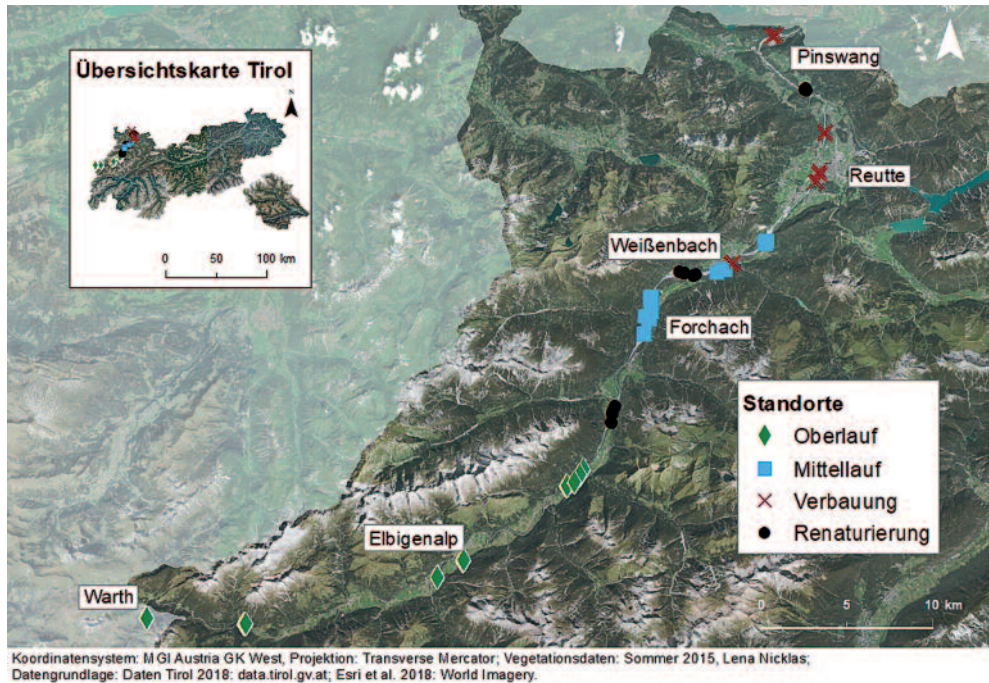 Übersichtskarte Tirol
N
0 50 100 km
Pinswang
Reutte
Weißenbach
Forchach
Elbigenalp
Warth
Standorte
Oberlauf
Mittellauf
Verbauung
Renaturierung
0 5 10 km
Koordinatensystem: MGI Austria GK West, Projektion: Transverse Mercator; Vegetationsdaten: Sommer 2015, Lena Nicklas;
Datengrundlage: Daten Tirol 2018: data.tirol.gv.at; Esri et al. 2018: World Imagery.